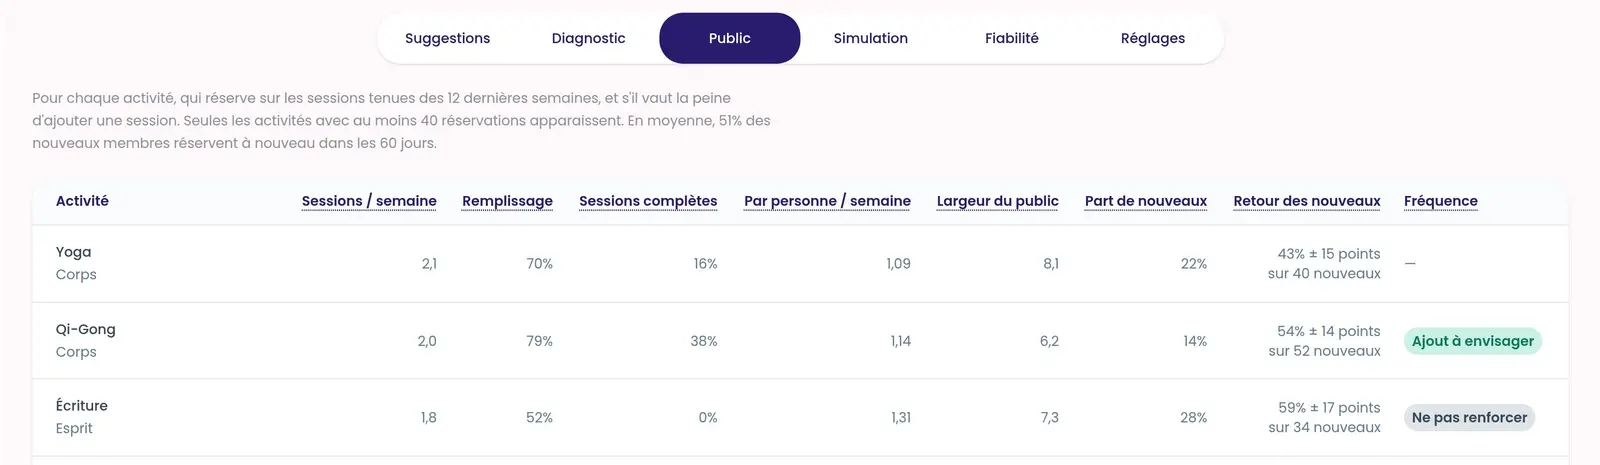 Suggestions Diagnostic Public Simulation Fiabilité Réglages
Pour chaque activité, qui réserve sur les sessions tenues des 12 dernières semaines, et s'il vaut la peine
d'ajouter une session. Seules les activités avec au moins 40 réservations apparaissent. En moyenne, 51% des
nouveaux membres réservent à nouveau dans les 60 jours.
Activité Sessions / semaine Remplissage Sessions complètes Par personne / semaine Largeur du public Part de nouveaux Retour des nouveaux Fréquence
Yoga
Corps
2,1 70% 16% 1,09 8,1 22%
43% ± 15 points
sur 40 nouveaux
—
Qi-Gong
Corps
2,0 79% 38% 1,14 6,2 14%
54% ± 14 points
sur 52 nouveaux
Ajout à envisager
Écriture
Esprit
1,8 52% 0% 1,31 7,3 28%
59% ± 17 points
sur 34 nouveaux
Ne pas renforcer